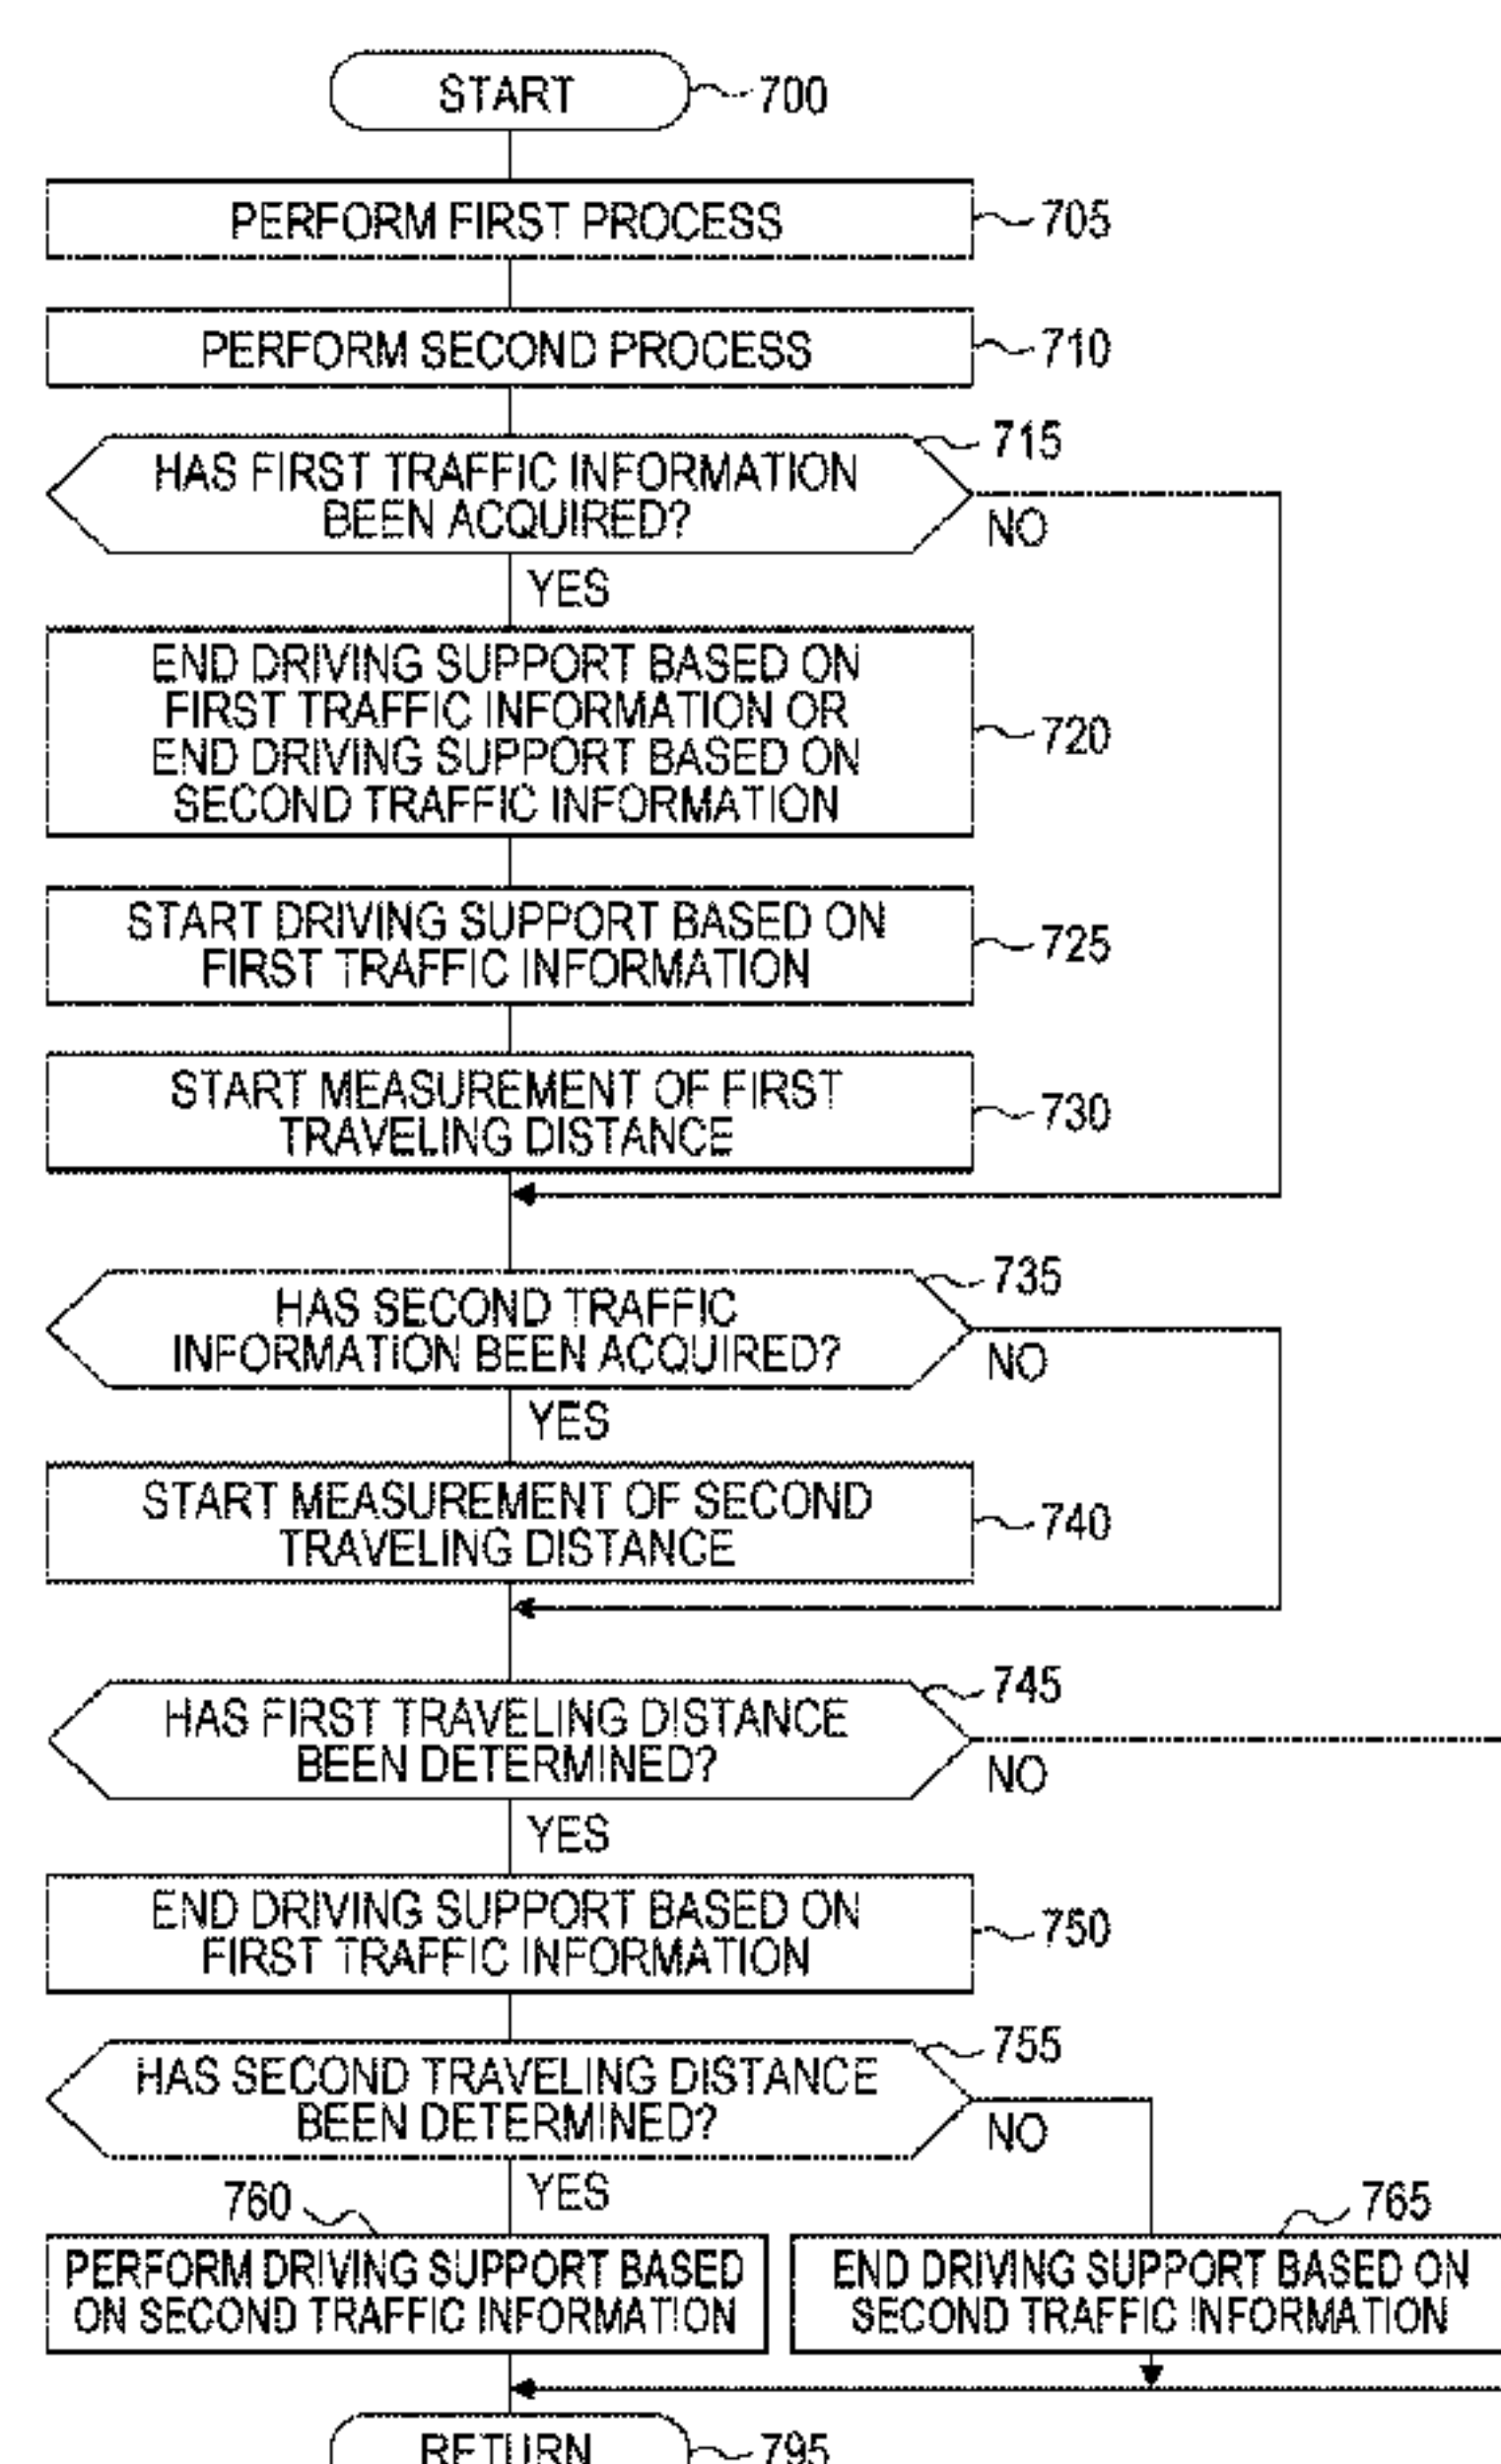 START
700
PERFORM FIRST PROCESS
705
PERFORM SECOND PROCESS
710
715
HAS FIRST TRAFFIC INFORMATION
BEEN ACQUIRED?
NO
YES
END DRIVING SUPPORT BASED ON
FIRST TRAFFIC INFORMATION OR
END DRIVING SUPPORT BASED ON
SECOND TRAFFIC INFORMATION
720
START DRIVING SUPPORT BASED ON
FIRST TRAFFIC INFORMATION
725
START MEASUREMENT OF FIRST
TRAVELING DISTANCE
730
735
HAS SECOND TRAFFIC
INFORMATION BEEN ACQUIRED?
NO
YES
START MEASUREMENT OF SECOND
TRAVELING DISTANCE
740
745
HAS FIRST TRAVELING DISTANCE
BEEN DETERMINED?
NO
YES
END DRIVING SUPPORT BASED ON
FIRST TRAFFIC INFORMATION
750
755
HAS SECOND TRAVELING DISTANCE
BEEN DETERMINED?
NO
YES
760
765
PERFORM DRIVING SUPPORT BASED
ON SECOND TRAFFIC INFORMATION
END DRIVING SUPPORT BASED ON
SECOND TRAFFIC INFORMATION
RETURN
795